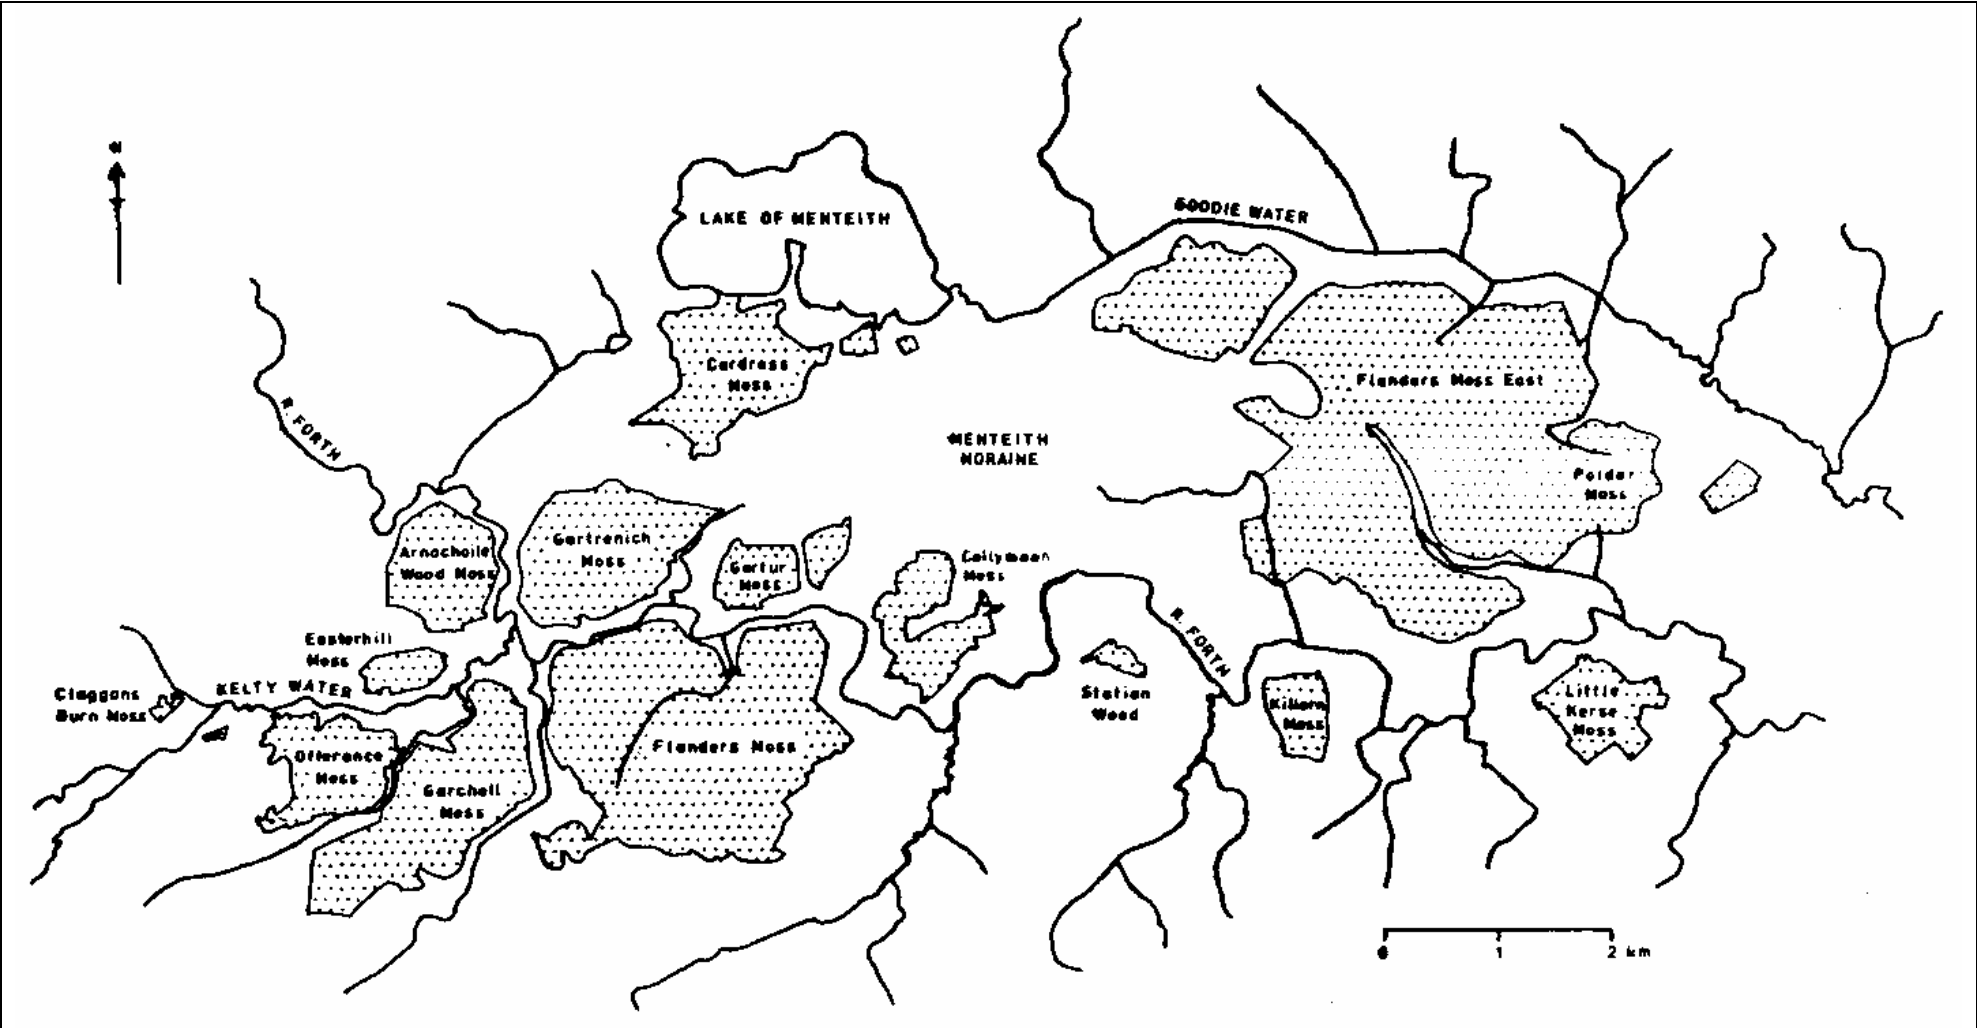 N
LAKE OF MENTEITH
GOODIE WATER
Cardross
Moss
Flanders Moss East
R. FORTH
MENTEITH
MORAINE
Poldar
Moss
Arnachoile
Wood Moss
Gartrenich
Moss
Gartur
Moss
Collymoon
Moss
Easterhill
Moss
R. FORTH
Claggans
Burn Moss
KELTY WATER
Station
Wood
Killorn
Moss
Little
Kerse
Moss
Offerance
Moss
Flanders Moss
Garchell
Moss
0 1 2 km